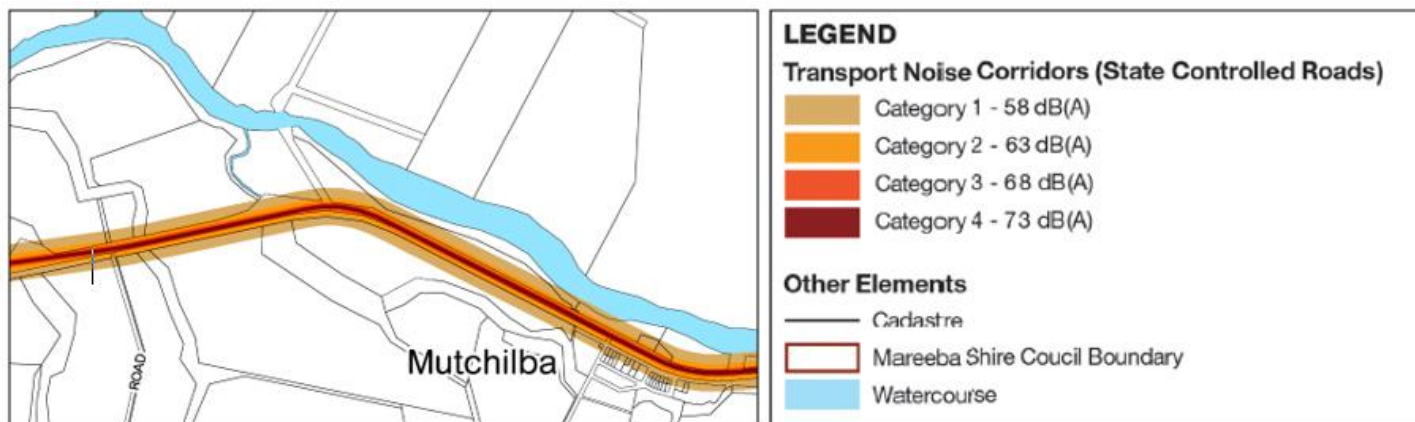 Mutchilba
ROAD
LEGEND
Transport Noise Corridors (State Controlled Roads)
Category 1 - 58 dB(A)
Category 2 - 63 dB(A)
Category 3 - 68 dB(A)
Category 4 - 73 dB(A)
Other Elements
Cadastre
Mareeba Shire Coucil Boundary
Watercourse